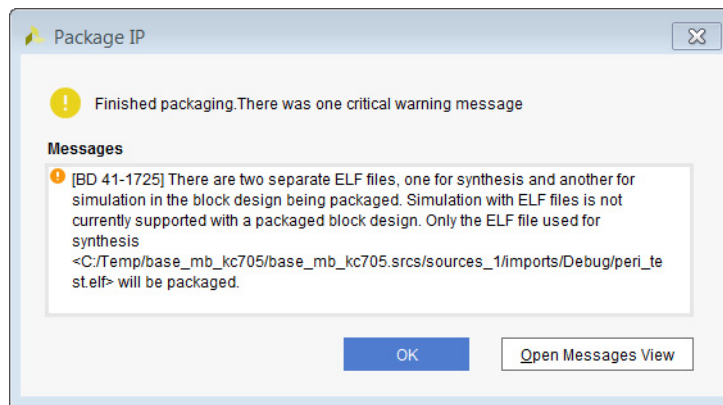 Package IP
Finished packaging.There was one critical warning message
Messages
[BD 41-1725] There are two separate ELF files, one for synthesis and another for
simulation in the block design being packaged. Simulation with ELF files is not
currently supported with a packaged block design. Only the ELF file used for
synthesis
<C:/Temp/base_mb_kc705/base_mb_kc705.srcs/sources_1/imports/Debug/peri_te
st.elf> will be packaged.
OK
Open Messages View